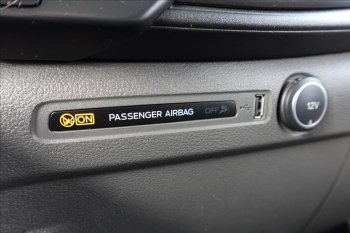 ON PASSENGER AIRBAG OFF
12V